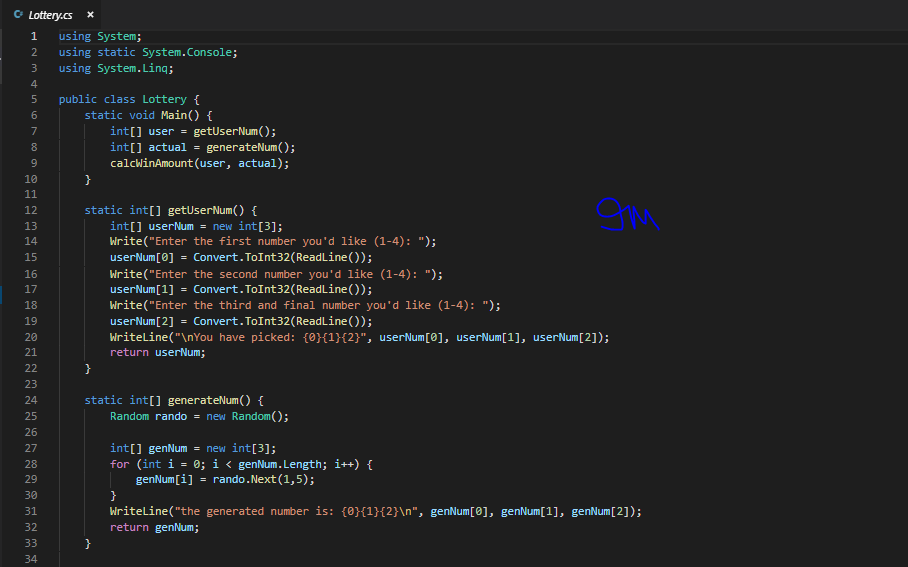 Lottery.cs ×
1 using System;
2 using static System.Console;
3 using System.Linq;
4
5 public class Lottery {
6 static void Main() {
7 int[] user = getUserNum();
8 int[] actual = generateNum();
9 calcWinAmount(user, actual);
10 }
11
12 static int[] getUserNum() {
13 int[] userNum = new int[3];
14 Write("Enter the first number you'd like (1-4): ");
15 userNum[0] = Convert.ToInt32(ReadLine());
16 Write("Enter the second number you'd like (1-4): ");
17 userNum[1] = Convert.ToInt32(ReadLine());
18 Write("Enter the third and final number you'd like (1-4): ");
19 userNum[2] = Convert.ToInt32(ReadLine());
20 WriteLine("\nYou have picked: {0}{1}{2}", userNum[0], userNum[1], userNum[2]);
21 return userNum;
22 }
23
24 static int[] generateNum() {
25 Random rando = new Random();
26
27 int[] genNum = new int[3];
28 for (int i = 0; i < genNum.Length; i++) {
29 genNum[i] = rando.Next(1,5);
30 }
31 WriteLine("the generated number is: {0}{1}{2}\n", genNum[0], genNum[1], genNum[2]);
32 return genNum;
33 }
34